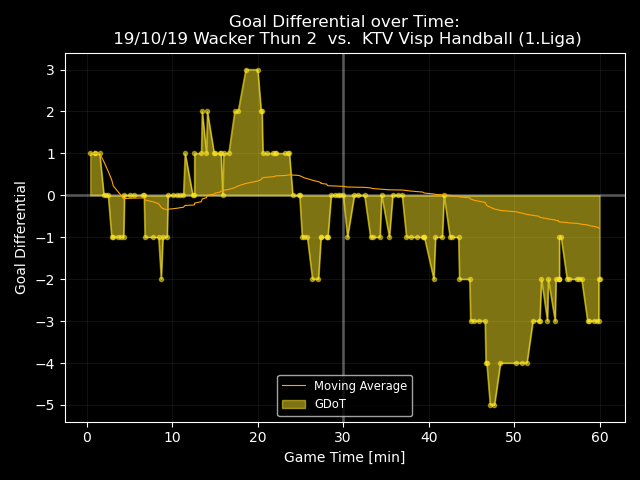 Goal Differential over Time:
19/10/19 Wacker Thun 2  vs.  KTV Visp Handball (1.Liga)
Goal Differential
3
2
1
0
−1
−2
−3
−4
−5
Moving Average
GDoT
0 10 20 30 40 50 60
Game Time [min]